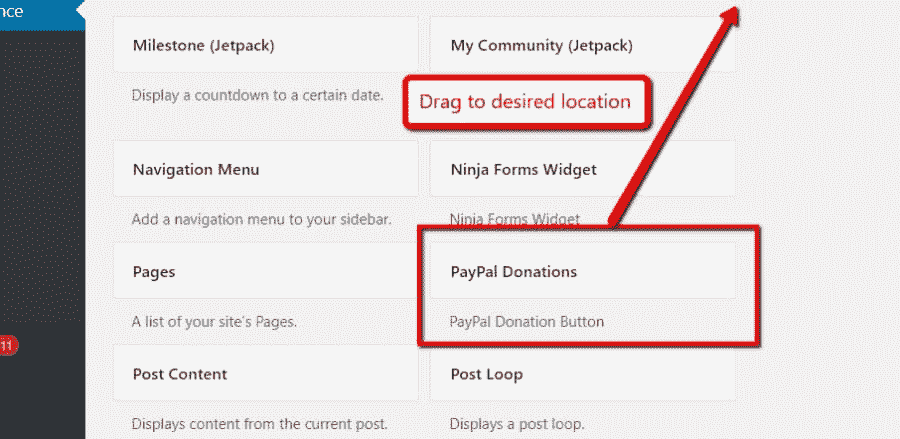 nce
Milestone (Jetpack)
My Community (Jetpack)
Display a countdown to a certain date.
Drag to desired location
Navigation Menu
Ninja Forms Widget
Add a navigation menu to your sidebar.
Ninja Forms Widget
Pages
PayPal Donations
A list of your site's Pages.
PayPal Donation Button
11
Post Content
Post Loop
Displays content from the current post.
Displays a post loop.